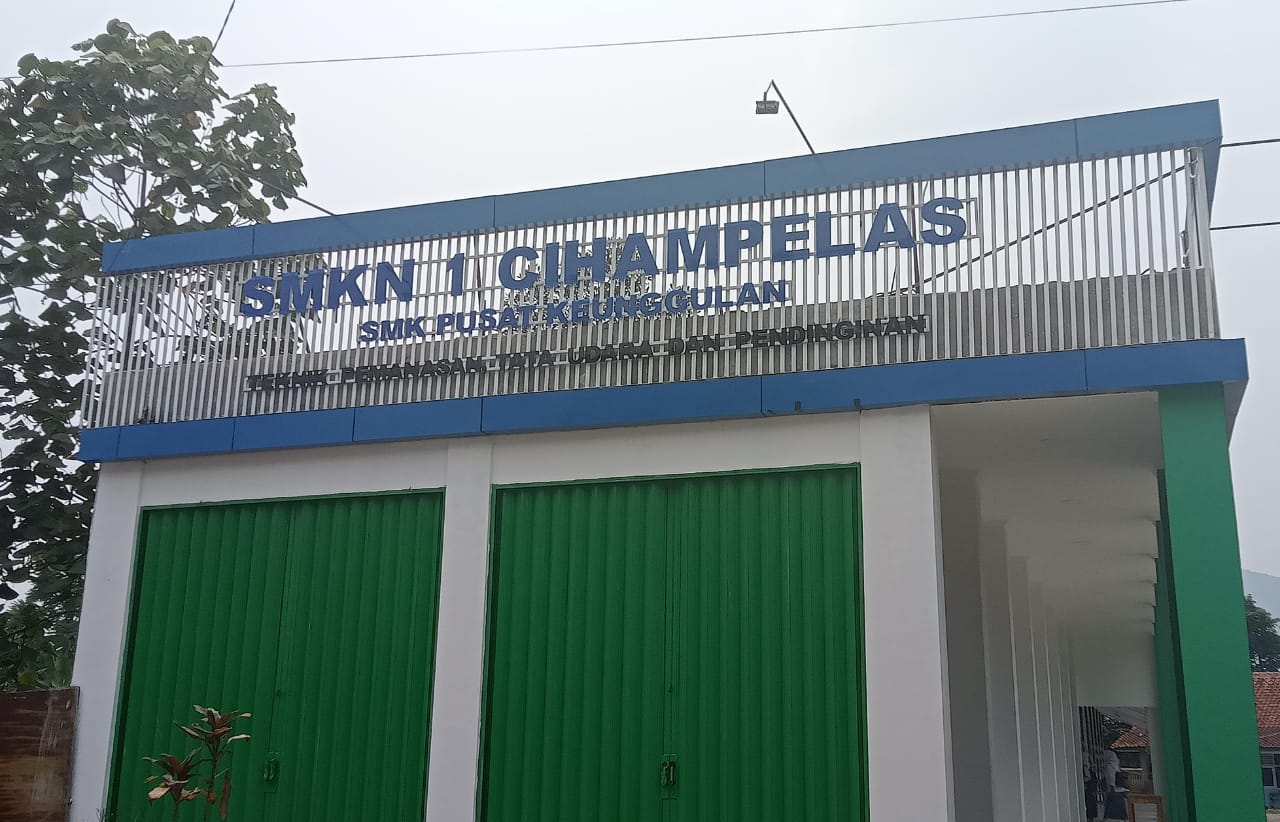 SMKN 1 CIHAMPELAS
SMK PUSAT KEUNGGULAN
TEKNIK PEMANASAN TATA UDARA DAN PENDINGINAN